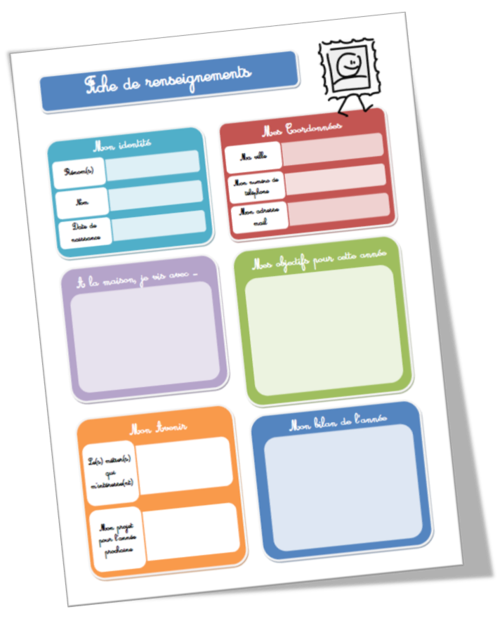 Fiche de renseignements
Mon identité
Prénom(s)
Nom
Date de
naissance
Mes Coordonnées
Ma ville
Mon numéro de
téléphone
Mon adresse
mail
A la maison, je vis avec ...
Mes objectifs pour cette année
Mon Avenir
Le(s) métier(s)
que
m'intéresse(nt)
Mon projet
pour l'année
prochaine
Mon bilan de l'année